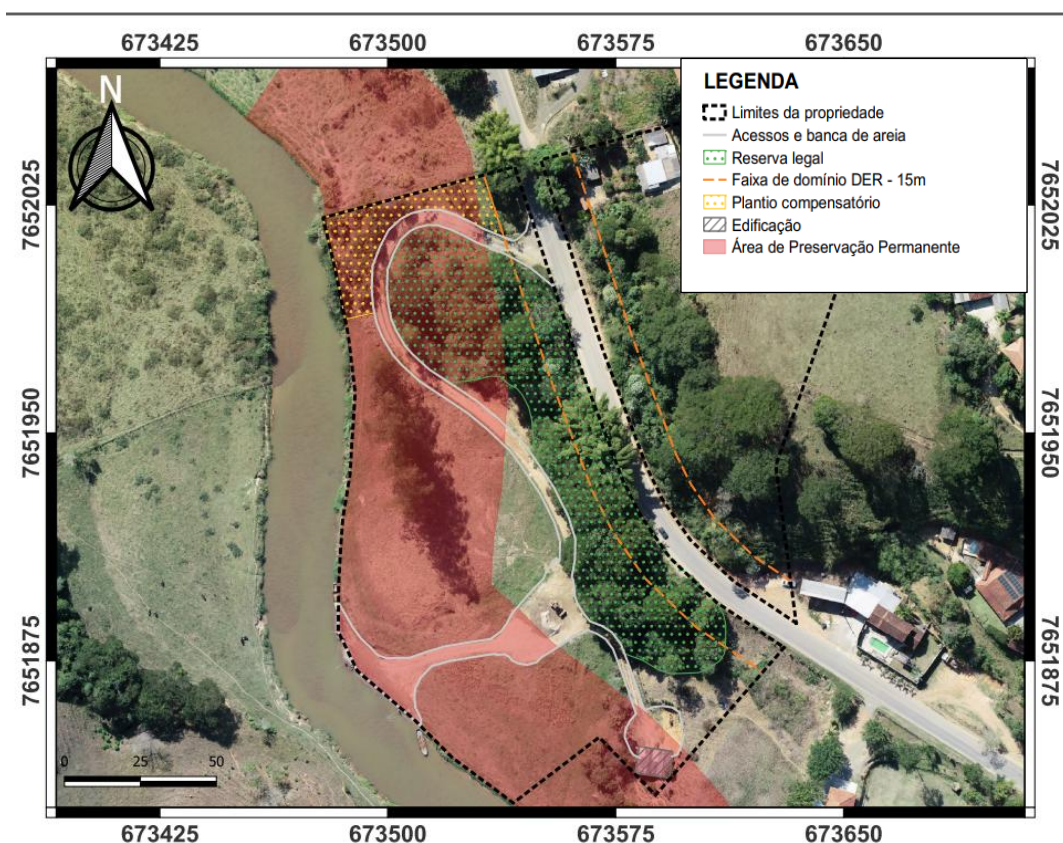 673425 673500 673575 673650
N
LEGENDA
Limites da propriedade
Acessos e banca de areia
Reserva legal
Faixa de domínio DER - 15m
Plantio compensatório
Edificação
Área de Preservação Permanente
7652025 7652025
7651950 7651950
7651875 7651875
0 25 50
673425 673500 673575 673650